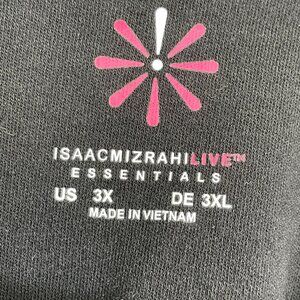 ISAACMIZRAHILIVE™
ESSENTIALS
US 3X DE 3XL
MADE IN VIETNAM